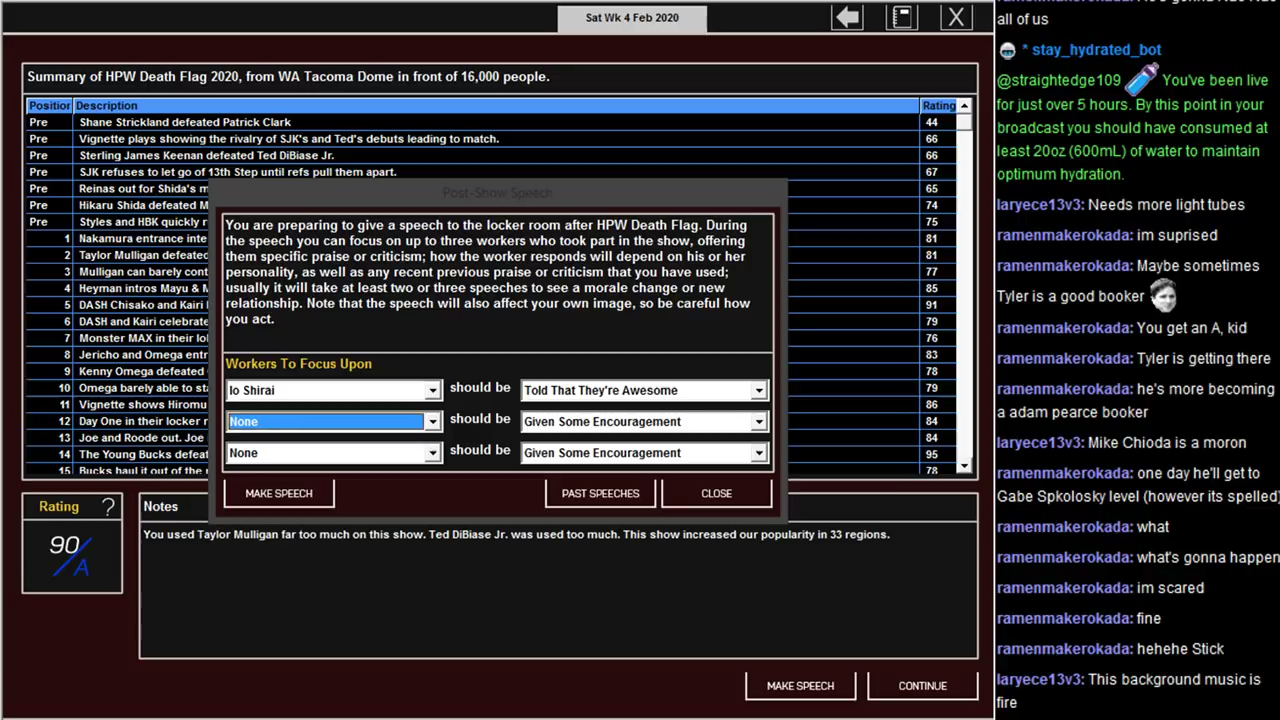 Sat Wk 4 Feb 2020
Summary of HPW Death Flag 2020, from WA Tacoma Dome in front of 16,000 people.
Position Description Rating
Pre Shane Strickland defeated Patrick Clark 44
Pre Vignette plays showing the rivalry of SJK's and Ted's debuts leading to match. 66
Pre Sterling James Keenan defeated Ted DiBiase Jr. 66
Pre SJK refuses to let go of 13th Step until refs pull them apart. 67
Pre Reinas out for Shida's m 65
Pre Hikaru Shida defeated M 74
Pre Styles and HBK quickly r 75
1 Nakamura entrance inte 81
2 Taylor Mulligan defeated 81
3 Mulligan can barely cont 77
4 Heyman intros Mayu & M 85
5 DASH Chisako and Kairi 91
6 DASH and Kairi celebrate 79
7 Monster MAX in their lo 76
8 Jericho and Omega entr 83
9 Kenny Omega defeated 78
10 Omega barely able to sta 79
11 Vignette shows Hiromu 86
12 Day One in their locker r 84
13 Joe and Roode out. Joe 84
14 The Young Bucks defeat 95
15 Bucks haul it out of the 78
Post-Show Speech
You are preparing to give a speech to the locker room after HPW Death Flag. During
the speech you can focus on up to three workers who took part in the show, offering
them specific praise or criticism; how the worker responds will depend on his or her
personality, as well as any recent previous praise or criticism that you have used;
usually it will take at least two or three speeches to see a morale change or new
relationship. Note that the speech will also affect your own image, so be careful how
you act.
Workers To Focus Upon
Io Shirai should be Told That They're Awesome
None should be Given Some Encouragement
None should be Given Some Encouragement
MAKE SPEECH PAST SPEECHES CLOSE
Rating ?
90/A
Notes
You used Taylor Mulligan far too much on this show. Ted DiBiase Jr. was used too much. This show increased our popularity in 33 regions.
MAKE SPEECH CONTINUE
all of us
* stay_hydrated_bot
@straightedge109 You've been live
for just over 5 hours. By this point in your
broadcast you should have consumed at
least 20oz (600mL) of water to maintain
optimum hydration.
laryece13v3: Needs more light tubes
ramenmakerokada: im suprised
ramenmakerokada: Maybe sometimes
Tyler is a good booker
ramenmakerokada: You get an A, kid
ramenmakerokada: Tyler is getting there
ramenmakerokada: he's more becoming
a adam pearce booker
laryece13v3: Mike Chioda is a moron
ramenmakerokada: one day he'll get to
Gabe Spkolosky level (however its spelled)
ramenmakerokada: what
ramenmakerokada: what's gonna happen
ramenmakerokada: im scared
ramenmakerokada: fine
ramenmakerokada: hehehe Stick
laryece13v3: This background music is
fire